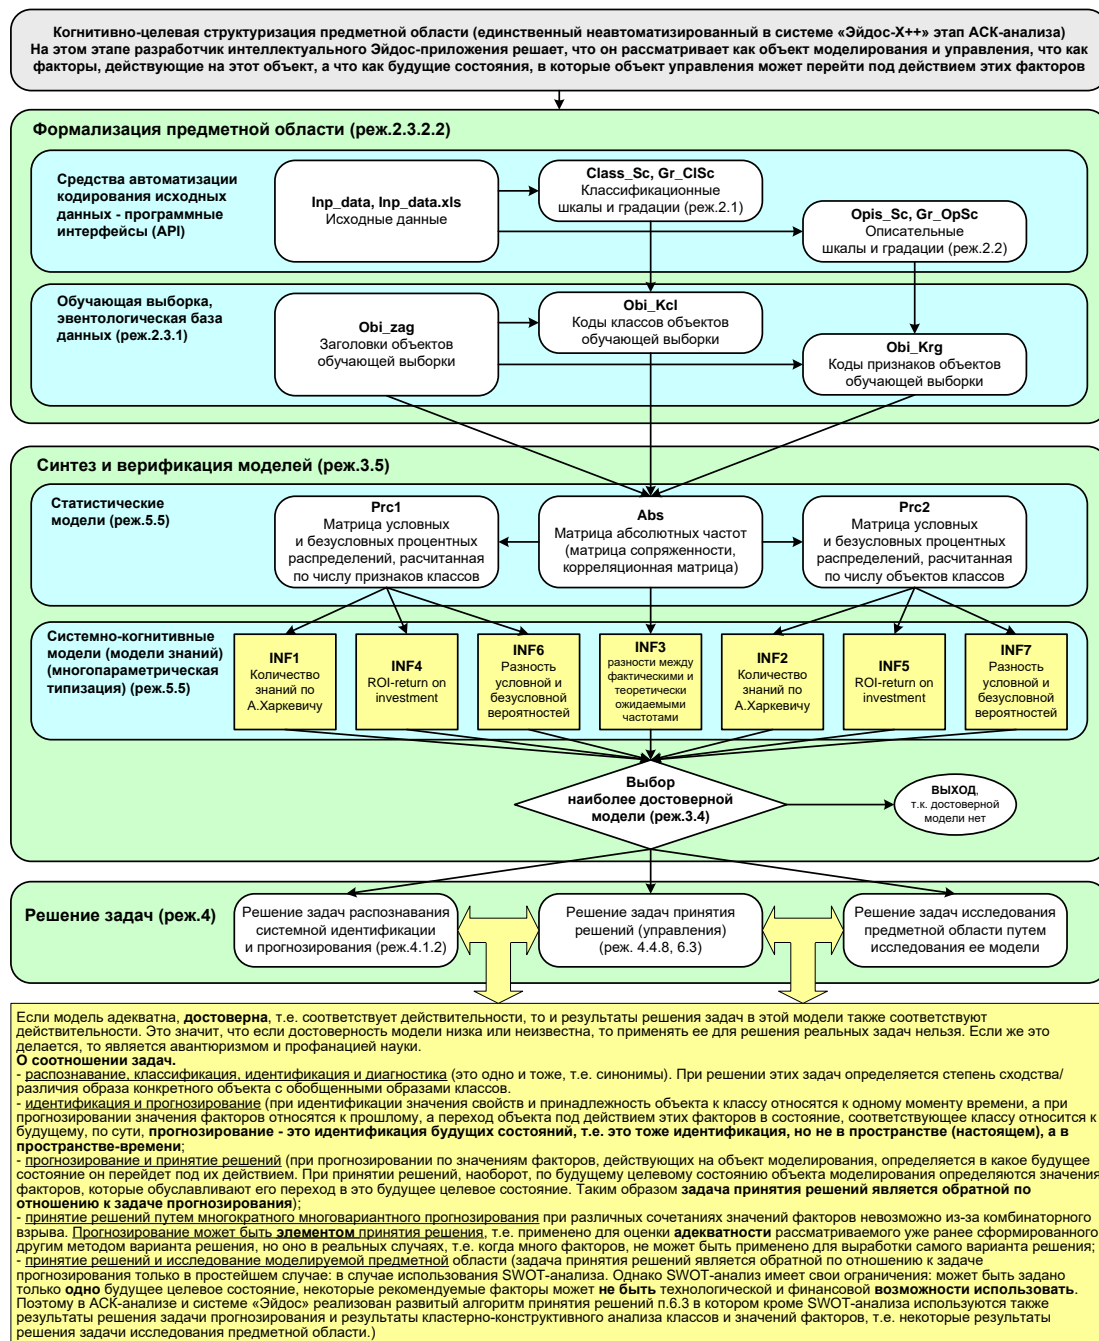 Когнитивно-целевая структуризация предметной области (единственный неавтоматизированный в системе «Эйдос-Х++» этап АСК-анализа)
На этом этапе разработчик интеллектуального Эйдос-приложения решает, что он рассматривает как объект моделирования и управления, что как
факторы, действующие на этот объект, а что как будущие состояния, в которые объект управления может перейти под действием этих факторов
Формализация предметной области (реж.2.3.2.2)
Средства автоматизации
кодирования исходных
данных - программные
интерфейсы (API)
Inp_data, Inp_data.xls
Исходные данные
Class_Sc, Gr_ClSc
Классификационные
шкалы и градации (реж.2.1)
Opis_Sc, Gr_OpSc
Описательные
шкалы и градации (реж.2.2)
Обучающая выборка,
эвентологическая база
данных (реж.2.3.1)
Obi_zag
Заголовки объектов
обучающей выборки
Obi_Kcl
Коды классов объектов
обучающей выборки
Obi_Krg
Коды признаков объектов
обучающей выборки
Синтез и верификация моделей (реж.3.5)
Статистические
модели (реж.5.5)
Prc1
Матрица условных
и безусловных процентных
распределений, расчитанная
по числу признаков классов
Abs
Матрица абсолютных частот
(матрица сопряженности,
корреляционная матрица)
Prc2
Матрица условных
и безусловных процентных
распределений, расчитанная
по числу объектов классов
Системно-когнитивные
модели (модели знаний)
(многопараметрическая
типизация) (реж.5.5)
INF1
Количество
знаний по
А.Харкевичу
INF4
ROI-return on
investment
INF6
Разность
условной и
безусловной
вероятностей
INF3
разности между
фактическими и
теоретически
ожидаемыми
частотами
INF2
Количество
знаний по
А.Харкевичу
INF5
ROI-return on
investment
INF7
Разность
условной и
безусловной
вероятностей
Выбор
наиболее достоверной
модели (реж.3.4)
ВЫХОД,
т.к. достоверной
модели нет
Решение задач (реж.4)
Решение задач распознавания
системной идентификации
и прогнозирования (реж.4.1.2)
Решение задач принятия
решений (управления)
(реж. 4.4.8, 6.3)
Решение задач исследования
предметной области путем
исследования ее модели
Если модель адекватна, достоверна, т.е. соответствует действительности, то и результаты решения задач в этой модели также соответствуют
действительности. Это значит, что если достоверность модели низка или неизвестна, то применять ее для решения реальных задач нельзя. Если же это
делается, то является авантюризмом и профанацией науки.
О соотношении задач.
- распознавание, классификация, идентификация и диагностика (это одно и тоже, т.е. синонимы). При решении этих задач определяется степень сходства/
различия образа конкретного объекта с обобщенными образами классов.
- идентификация и прогнозирование (при идентификации значения свойств и принадлежность объекта к классу относятся к одному моменту времени, а при
прогнозировании значения факторов относятся к прошлому, а переход объекта под действием этих факторов в состояние, соответствующее классу относится к
будущему, по сути, прогнозирование - это идентификация будущих состояний, т.е. это тоже идентификация, но не в пространстве (настоящем), а в
пространстве-времени;
- прогнозирование и принятие решений (при прогнозировании по значениям факторов, действующих на объект моделирования, определяется в какое будущее
состояние он перейдет под их действием. При принятии решений, наоборот, по будущему целевому состоянию объекта моделирования определяются значения
факторов, которые обуславливают его переход в это будущее целевое состояние. Таким образом задача принятия решений является обратной по
отношению к задаче прогнозирования);
- принятие решений путем многократного многовариантного прогнозирования при различных сочетаниях значений факторов невозможно из-за комбинаторного
взрыва. Прогнозирование может быть элементом принятия решения, т.е. применено для оценки адекватности рассматриваемого уже ранее сформированного
другим методом варианта решения, но оно в реальных случаях, т.е. когда много факторов, не может быть применено для выработки самого варианта решения;
- принятие решений и исследование моделируемой предметной области (задача принятия решений является обратной по отношению к задаче
прогнозирования только в простейшем случае: в случае использования SWOT-анализа. Однако SWOT-анализ имеет свои ограничения: может быть задано
только одно будущее целевое состояние, некоторые рекомендуемые факторы может не быть технологической и финансовой возможности использовать.
Поэтому в АСК-анализе и системе «Эйдос» реализован развитый алгоритм принятия решений п.6.3 в котором кроме SWOT-анализа используются также
результаты решения задачи прогнозирования и результаты кластерно-конструктивного анализа классов и значений факторов, т.е. некоторые результаты
решения задачи исследования предметной области.)